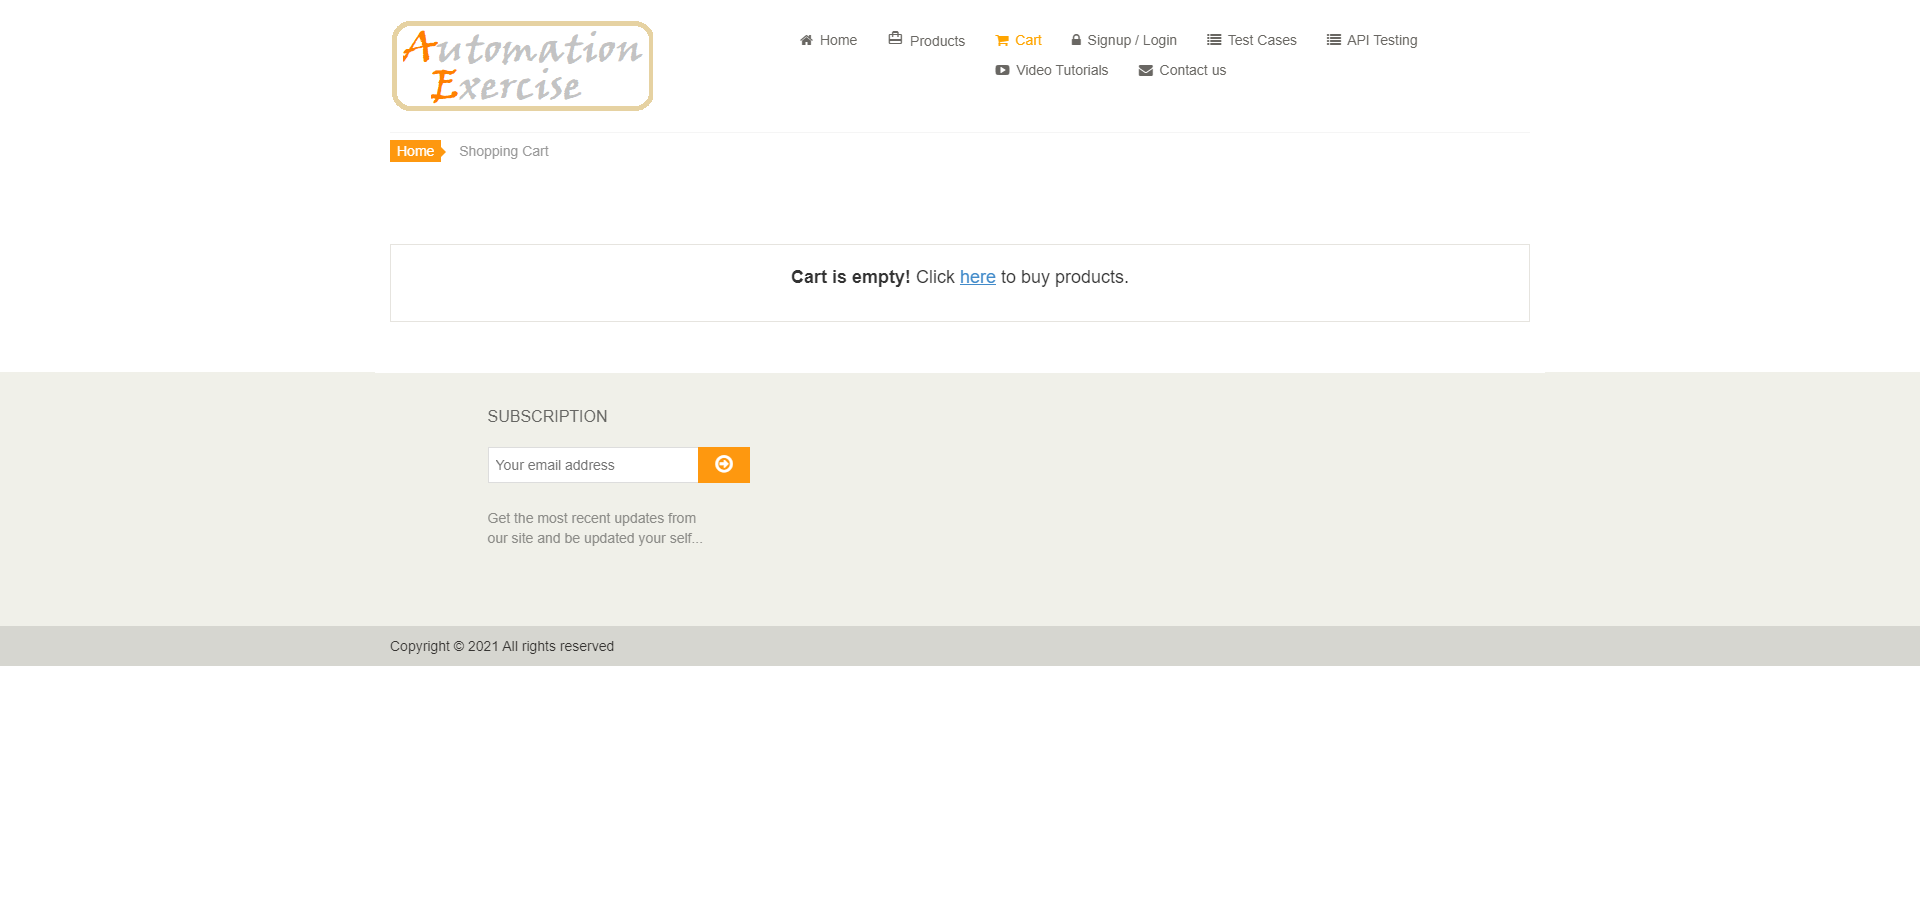 Automation
Exercise
Home
Products
Cart
Signup / Login
Test Cases
API Testing
Video Tutorials
Contact us
Home
Shopping Cart
Cart is empty! Click here to buy products.
SUBSCRIPTION
Your email address
Get the most recent updates from
our site and be updated your self...
Copyright © 2021 All rights reserved